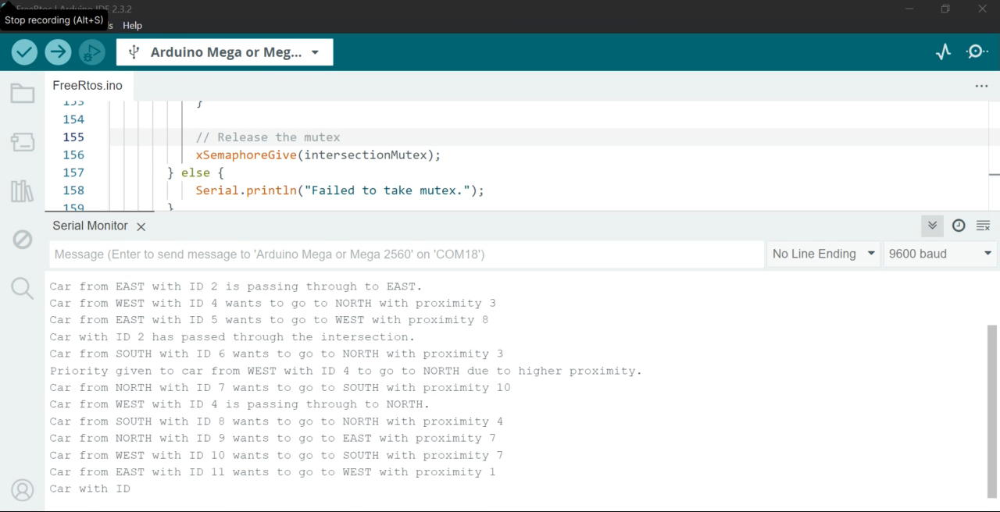 FreeRtos | Arduino IDE 2.3.2
Stop recording (Alt+S)
s Help
Arduino Mega or Meg...
FreeRtos.ino
153 }
154
155 // Release the mutex
156 xSemaphoreGive(intersectionMutex);
157 } else {
158 Serial.println("Failed to take mutex.");
159 }
Serial Monitor
Message (Enter to send message to 'Arduino Mega or Mega 2560' on 'COM18')
No Line Ending
9600 baud
Car from EAST with ID 2 is passing through to EAST.
Car from WEST with ID 4 wants to go to NORTH with proximity 3
Car from EAST with ID 5 wants to go to WEST with proximity 8
Car with ID 2 has passed through the intersection.
Car from SOUTH with ID 6 wants to go to NORTH with proximity 3
Priority given to car from WEST with ID 4 to go to NORTH due to higher proximity.
Car from NORTH with ID 7 wants to go to SOUTH with proximity 10
Car from WEST with ID 4 is passing through to NORTH.
Car from SOUTH with ID 8 wants to go to NORTH with proximity 4
Car from NORTH with ID 9 wants to go to EAST with proximity 7
Car from WEST with ID 10 wants to go to SOUTH with proximity 7
Car from EAST with ID 11 wants to go to WEST with proximity 1
Car with ID